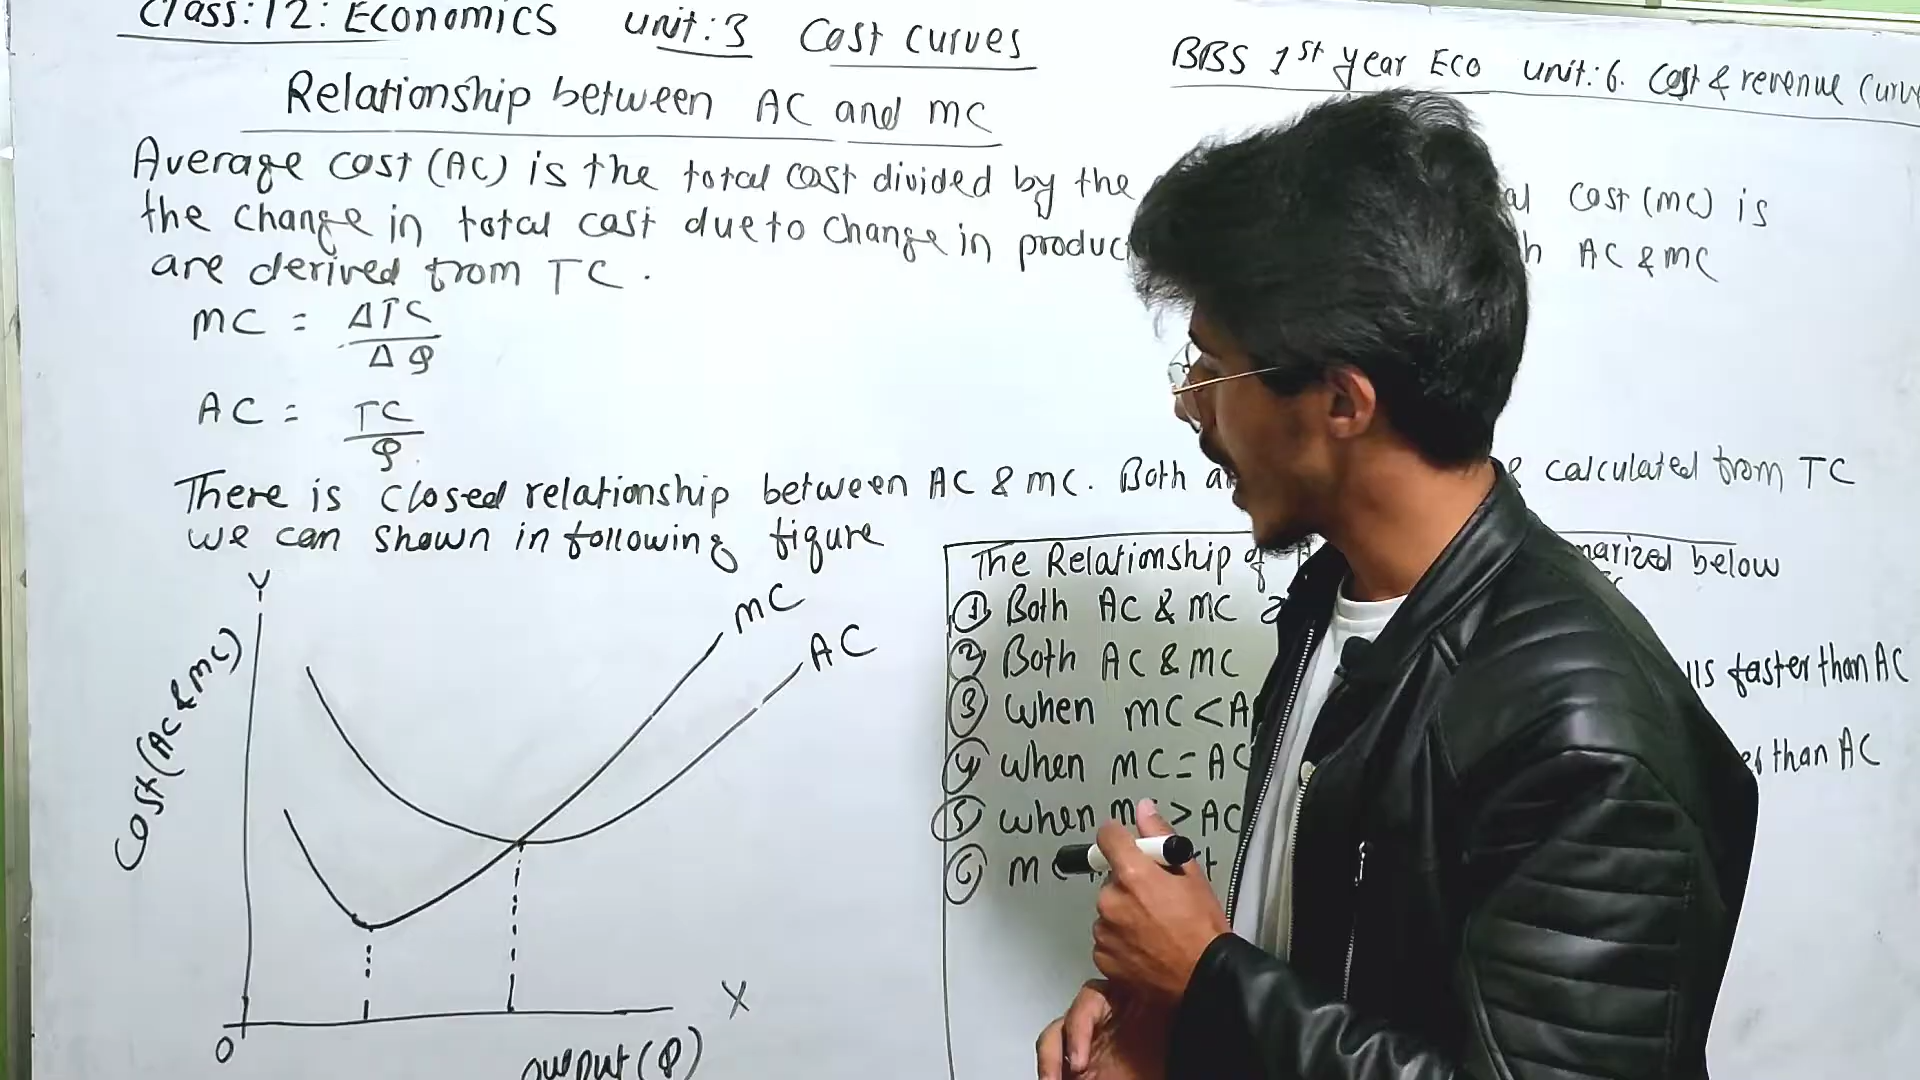 Class:12: Economics unit:3 Cost curves
BBS 1st year Eco unit:6. Cost & revenue Curve
Relationship between AC and mC
Average cost (AC) is the total cost divided by the
Cost (mc) is
the change in total cost due to change in
AC & mC
are derived from TC.
mC = ΔTC
ΔQ
AC = TC
Q
There is closed relationship between AC & mC. Both
calculated from TC
we can shown in following figure
Y
mC
AC
Cost (AC & mc)
O
X
output (Q)
The Relationship of
below
① Both AC & MC
② Both AC & MC
faster than AC
③ when mC <
④ when mC = AC
than AC
⑤ when > AC
⑥